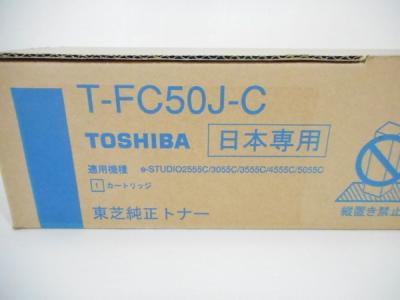 T-FC50J-C
TOSHIBA 日本専用
適用機種 e-STUDIO2555C/3055C/3555C/4555C/5055C
1 カートリッジ
東芝純正トナー
縦置き禁止